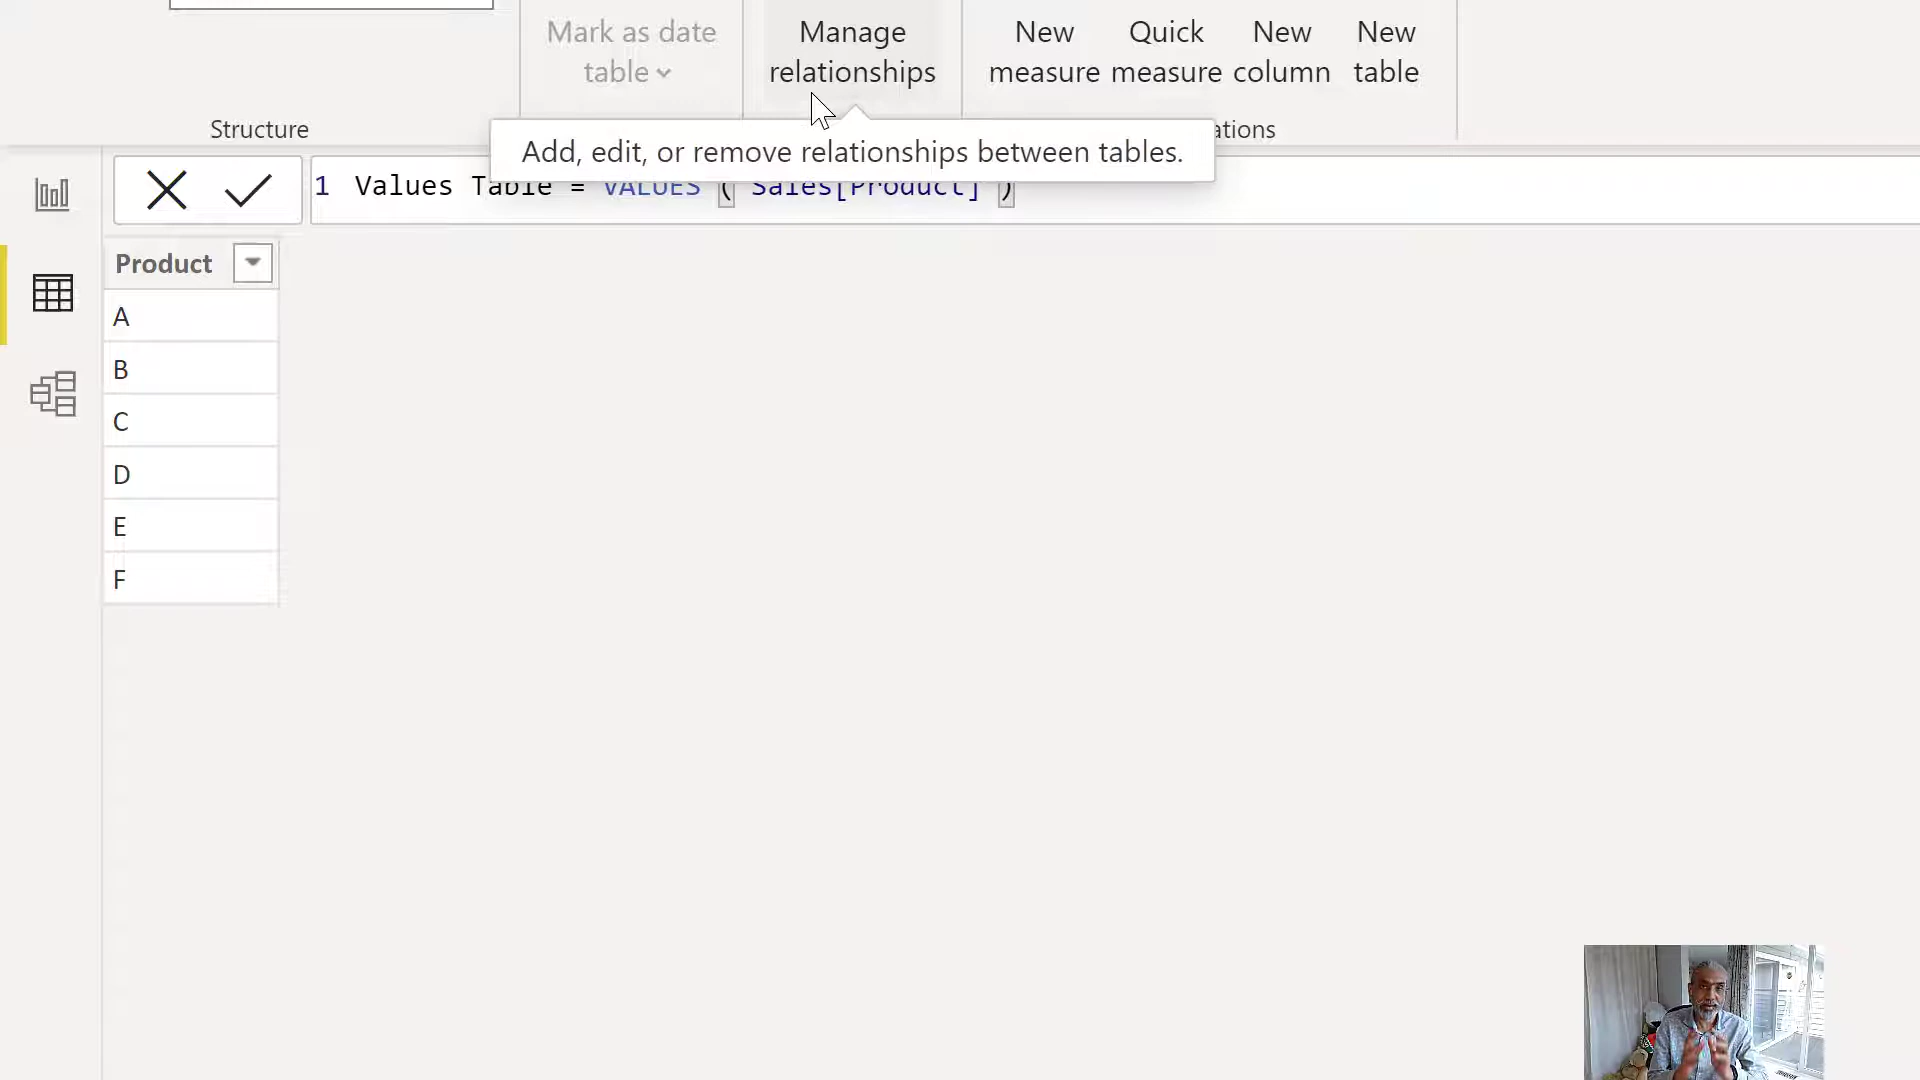 Mark as date
table
Manage
relationships
New
measure
Quick
measure
New
column
New
table
Structure
ations
Add, edit, or remove relationships between tables.
1 Values Table = VALUES ( Sales[Product] )
Product
A
B
C
D
E
F